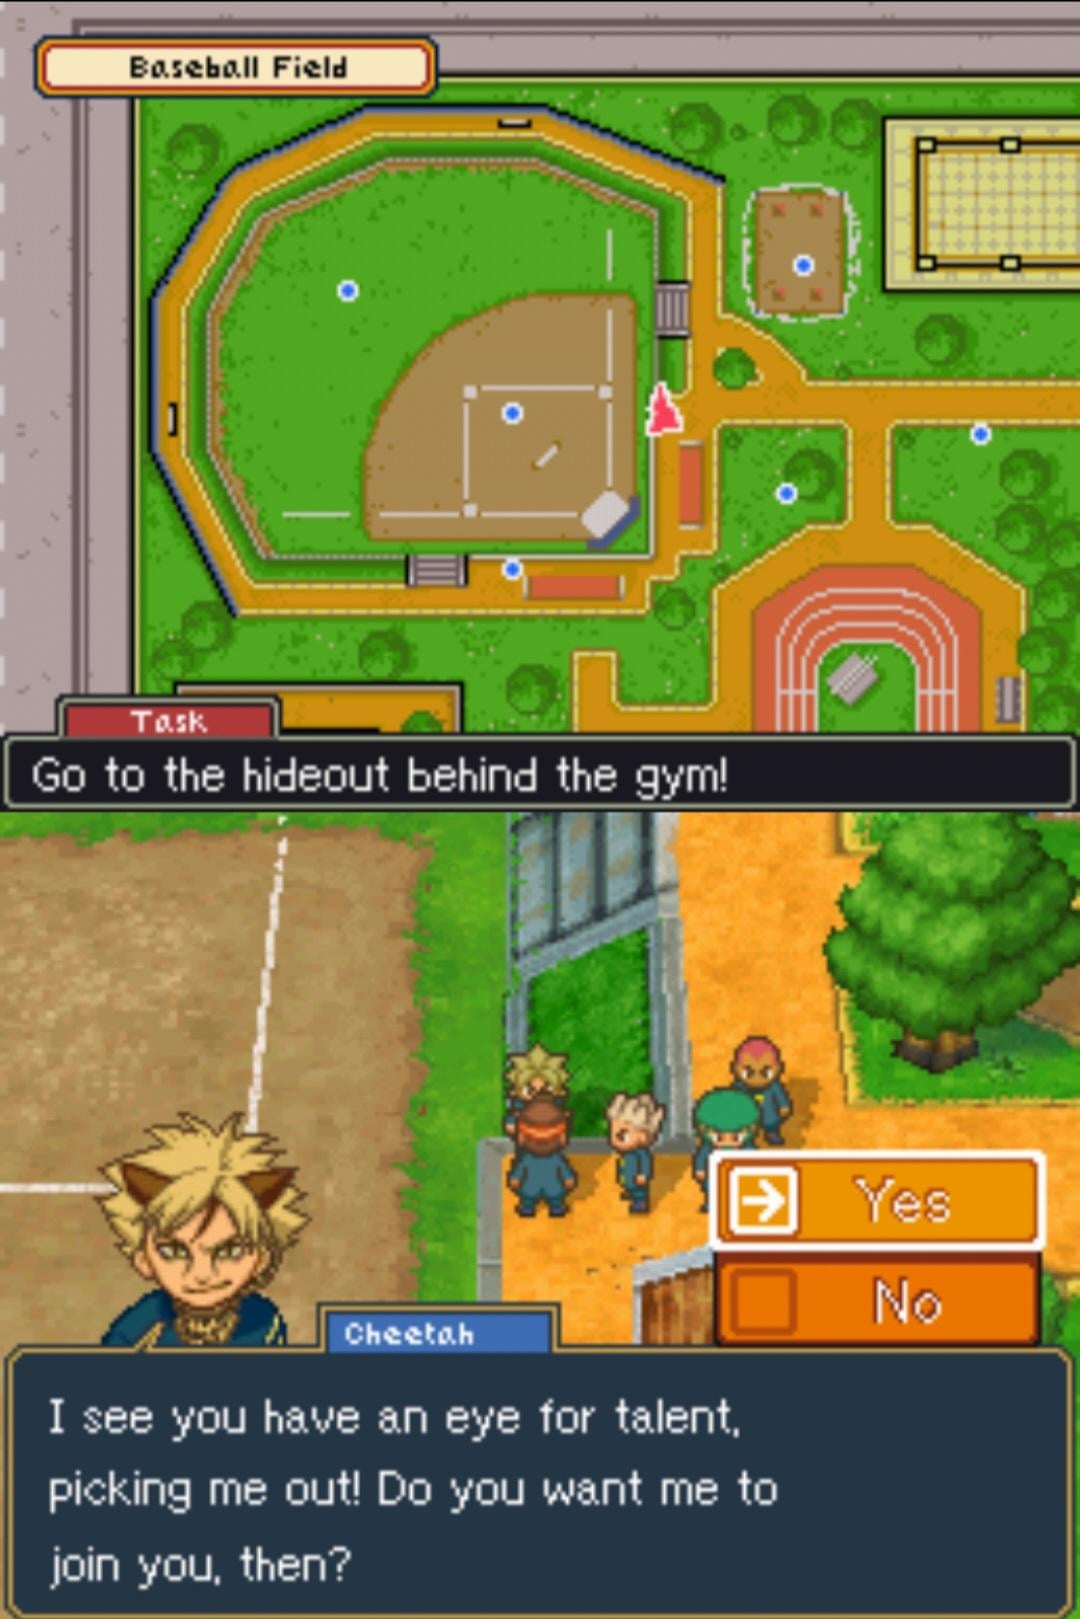 Baseball Field
Task
Go to the hideout behind the gym!
Yes
No
Cheetah
I see you have an eye for talent,
picking me out! Do you want me to
join you, then?